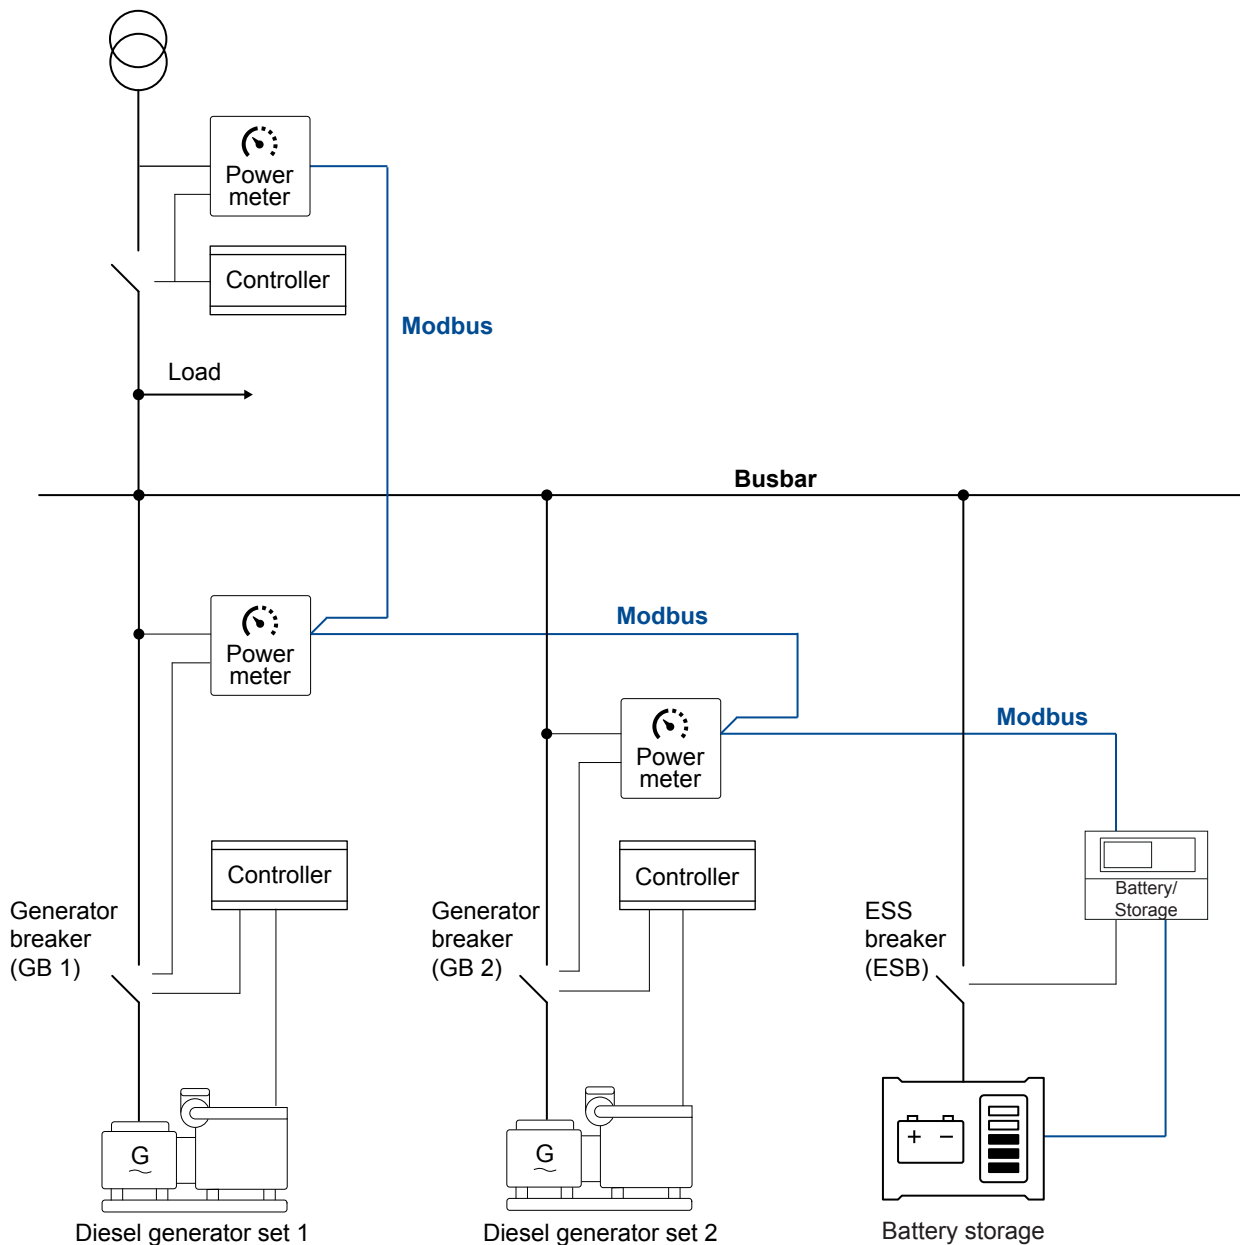 Power
meter
Controller
Modbus
Load
Busbar
Power
meter
Modbus
Power
meter
Modbus
Controller
Controller
Battery/
Storage
Generator
breaker
(GB 1)
Generator
breaker
(GB 2)
ESS
breaker
(ESB)
G
G
+ −
Diesel generator set 1
Diesel generator set 2
Battery storage